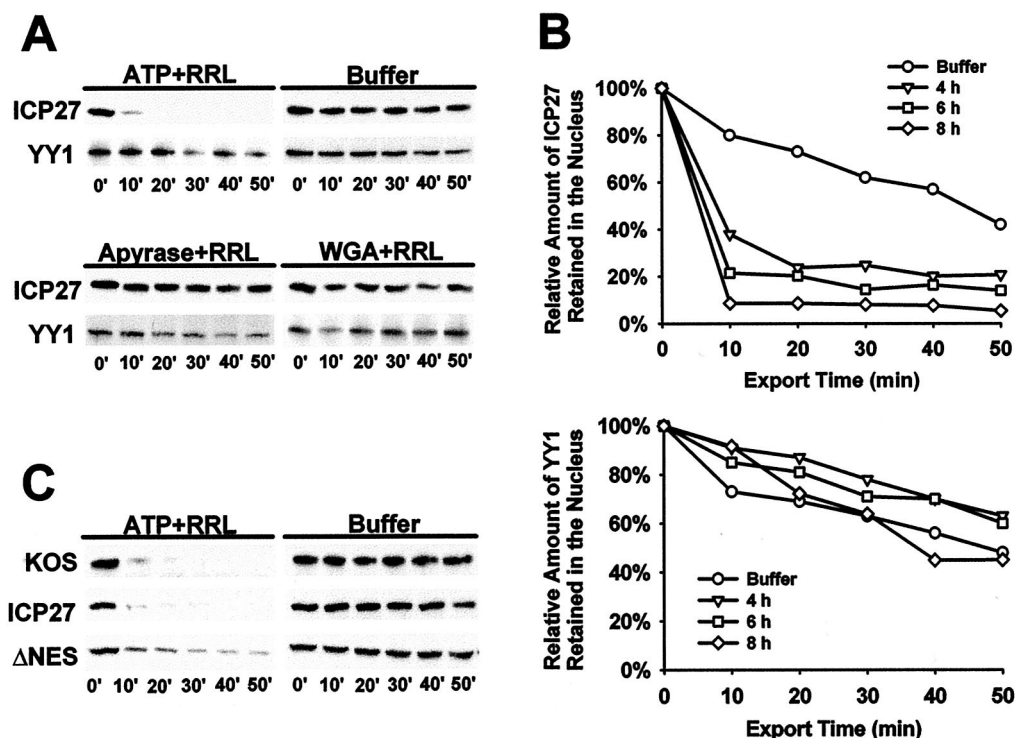 A
ATP+RRL Buffer
ICP27
YY1
0' 10' 20' 30' 40' 50' 0' 10' 20' 30' 40' 50'
Apyrase+RRL WGA+RRL
ICP27
YY1
0' 10' 20' 30' 40' 50' 0' 10' 20' 30' 40' 50'
C
ATP+RRL Buffer
KOS
ICP27
ΔNES
0' 10' 20' 30' 40' 50' 0' 10' 20' 30' 40' 50'
B
Relative Amount of ICP27
Retained in the Nucleus
100%
80%
60%
40%
20%
0%
Buffer
4 h
6 h
8 h
0 10 20 30 40 50
Export Time (min)
Relative Amount of YY1
Retained in the Nucleus
100%
80%
60%
40%
20%
0%
Buffer
4 h
6 h
8 h
0 10 20 30 40 50
Export Time (min)